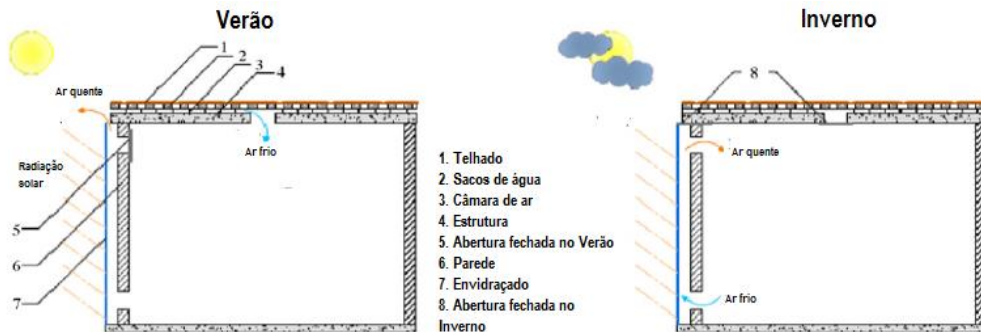 Verão
1
2
3
4
Ar quente
Ar frio
Radiação
solar
5
6
7
1. Telhado
2. Sacos de água
3. Câmara de ar
4. Estrutura
5. Abertura fechada no Verão
6. Parede
7. Envidraçado
8. Abertura fechada no
Inverno
Inverno
8
Ar quente
Ar frio